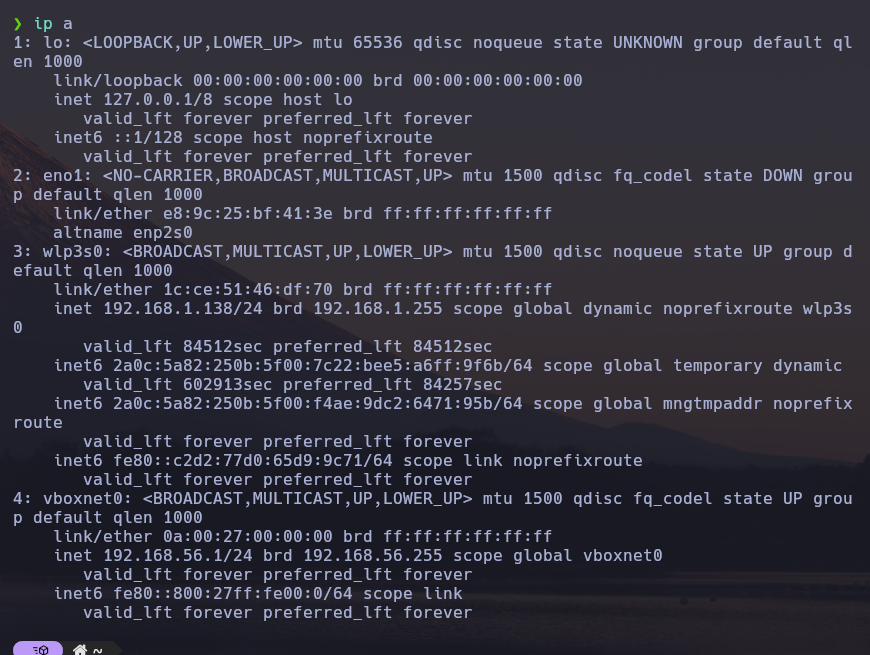 ❯ ip a
1: lo: <LOOPBACK,UP,LOWER_UP> mtu 65536 qdisc noqueue state UNKNOWN group default ql
en 1000
    link/loopback 00:00:00:00:00:00 brd 00:00:00:00:00:00
    inet 127.0.0.1/8 scope host lo
       valid_lft forever preferred_lft forever
    inet6 ::1/128 scope host noprefixroute
       valid_lft forever preferred_lft forever
2: eno1: <NO-CARRIER,BROADCAST,MULTICAST,UP> mtu 1500 qdisc fq_codel state DOWN grou
p default qlen 1000
    link/ether e8:9c:25:bf:41:3e brd ff:ff:ff:ff:ff:ff
    altname enp2s0
3: wlp3s0: <BROADCAST,MULTICAST,UP,LOWER_UP> mtu 1500 qdisc noqueue state UP group d
efault qlen 1000
    link/ether 1c:ce:51:46:df:70 brd ff:ff:ff:ff:ff:ff
    inet 192.168.1.138/24 brd 192.168.1.255 scope global dynamic noprefixroute wlp3s
0
       valid_lft 84512sec preferred_lft 84512sec
    inet6 2a0c:5a82:250b:5f00:7c22:bee5:a6ff:9f6b/64 scope global temporary dynamic
       valid_lft 602913sec preferred_lft 84257sec
    inet6 2a0c:5a82:250b:5f00:f4ae:9dc2:6471:95b/64 scope global mngtmpaddr noprefix
route
       valid_lft forever preferred_lft forever
    inet6 fe80::c2d2:77d0:65d9:9c71/64 scope link noprefixroute
       valid_lft forever preferred_lft forever
4: vboxnet0: <BROADCAST,MULTICAST,UP,LOWER_UP> mtu 1500 qdisc fq_codel state UP grou
p default qlen 1000
    link/ether 0a:00:27:00:00:00 brd ff:ff:ff:ff:ff:ff
    inet 192.168.56.1/24 brd 192.168.56.255 scope global vboxnet0
       valid_lft forever preferred_lft forever
    inet6 fe80::800:27ff:fe00:0/64 scope link
       valid_lft forever preferred_lft forever
~